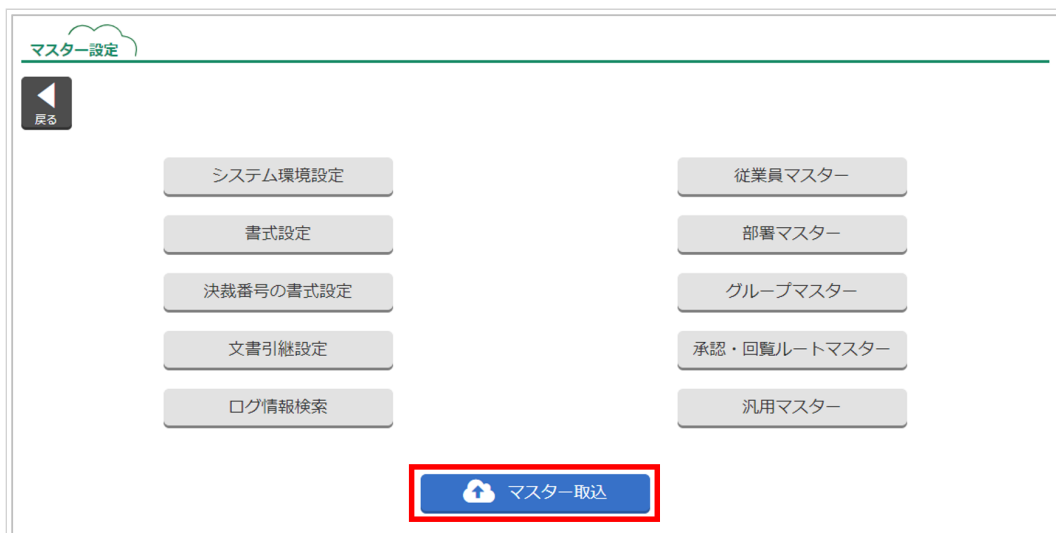 マスター設定
戻る
システム環境設定
従業員マスター
書式設定
部署マスター
決裁番号の書式設定
グループマスター
文書引継設定
承認・回覧ルートマスター
ログ情報検索
汎用マスター
マスター取込